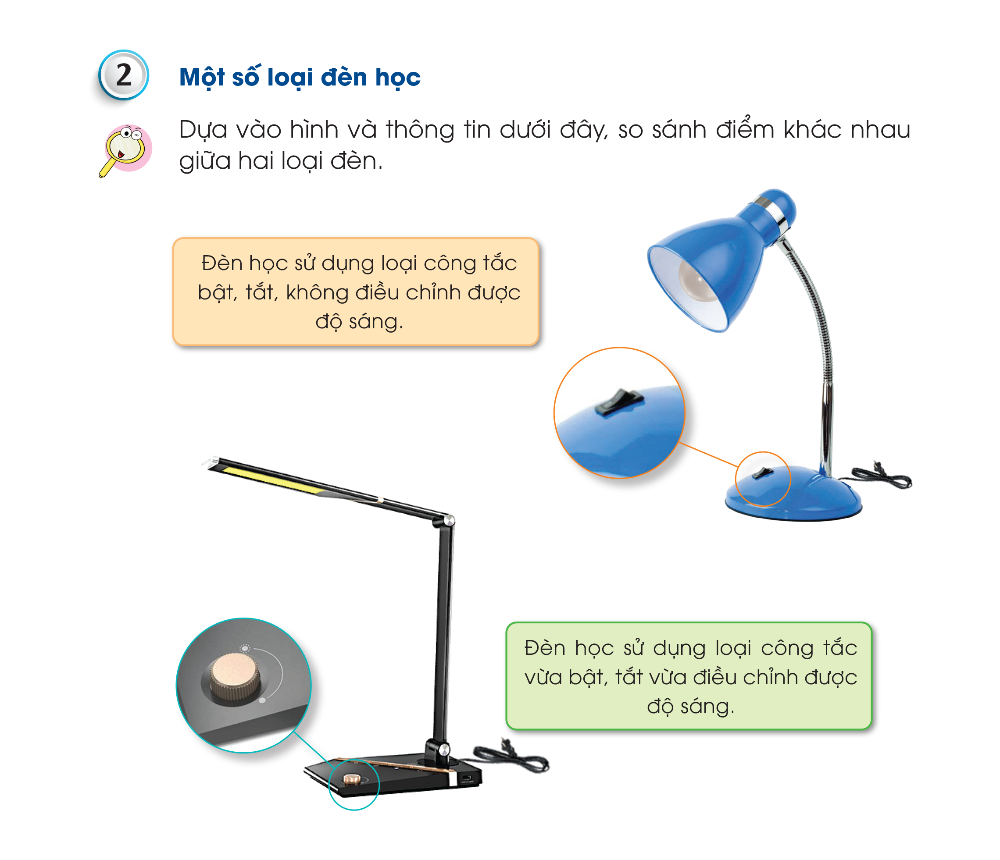 2
Một số loại đèn học
Dựa vào hình và thông tin dưới đây, so sánh điểm khác nhau
giữa hai loại đèn.
Đèn học sử dụng loại công tắc
bật, tắt, không điều chỉnh được
độ sáng.
Đèn học sử dụng loại công tắc
vừa bật, tắt vừa điều chỉnh được
độ sáng.